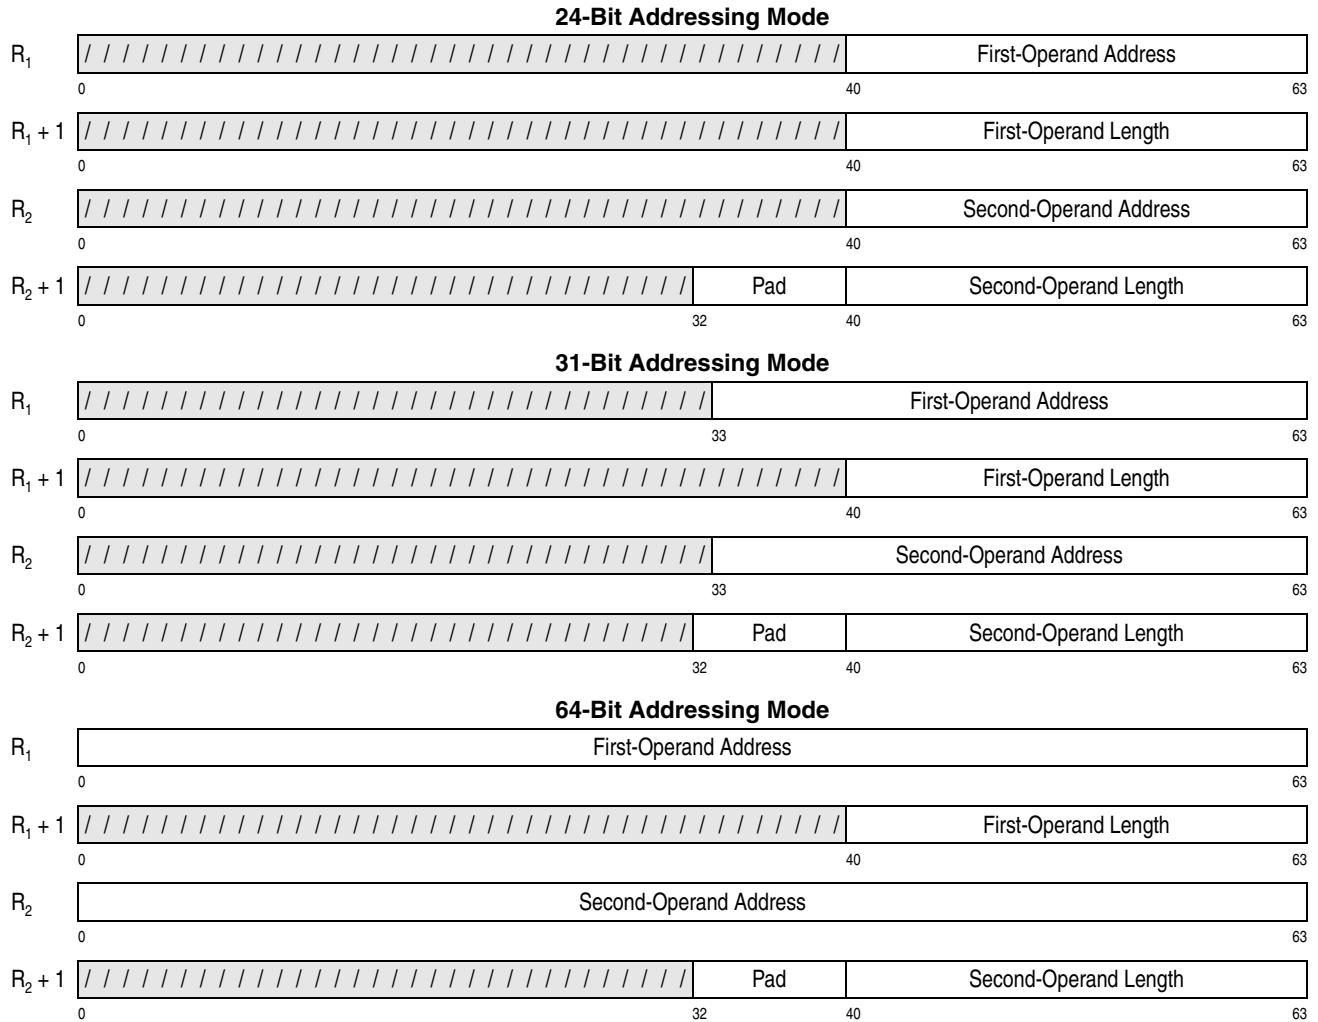 24-Bit Addressing Mode
R₁ / / / / / / / / / / / / / / / / / / / / / / / / / / / / / / / / / / / / / / / / First-Operand Address
0 40 63
R₁ + 1 / / / / / / / / / / / / / / / / / / / / / / / / / / / / / / / / / / / / / / / / First-Operand Length
0 40 63
R₂ / / / / / / / / / / / / / / / / / / / / / / / / / / / / / / / / / / / / / / / / Second-Operand Address
0 40 63
R₂ + 1 / / / / / / / / / / / / / / / / / / / / / / / / / / / / / / / / Pad Second-Operand Length
0 32 40 63
31-Bit Addressing Mode
R₁ / / / / / / / / / / / / / / / / / / / / / / / / / / / / / / / / / First-Operand Address
0 33 63
R₁ + 1 / / / / / / / / / / / / / / / / / / / / / / / / / / / / / / / / / / / / / / / / First-Operand Length
0 40 63
R₂ / / / / / / / / / / / / / / / / / / / / / / / / / / / / / / / / / Second-Operand Address
0 33 63
R₂ + 1 / / / / / / / / / / / / / / / / / / / / / / / / / / / / / / / / Pad Second-Operand Length
0 32 40 63
64-Bit Addressing Mode
R₁ First-Operand Address
0 63
R₁ + 1 / / / / / / / / / / / / / / / / / / / / / / / / / / / / / / / / / / / / / / / / First-Operand Length
0 40 63
R₂ Second-Operand Address
0 63
R₂ + 1 / / / / / / / / / / / / / / / / / / / / / / / / / / / / / / / / Pad Second-Operand Length
0 32 40 63